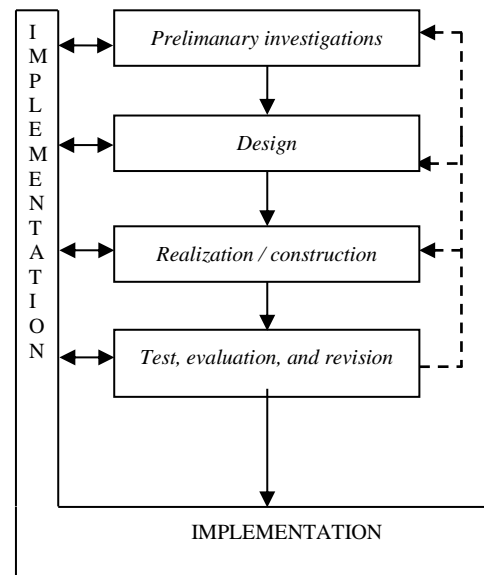 IMPLEMENTATION
Prelimanary investigations
Design
Realization / construction
Test, evaluation, and revision
IMPLEMENTATION